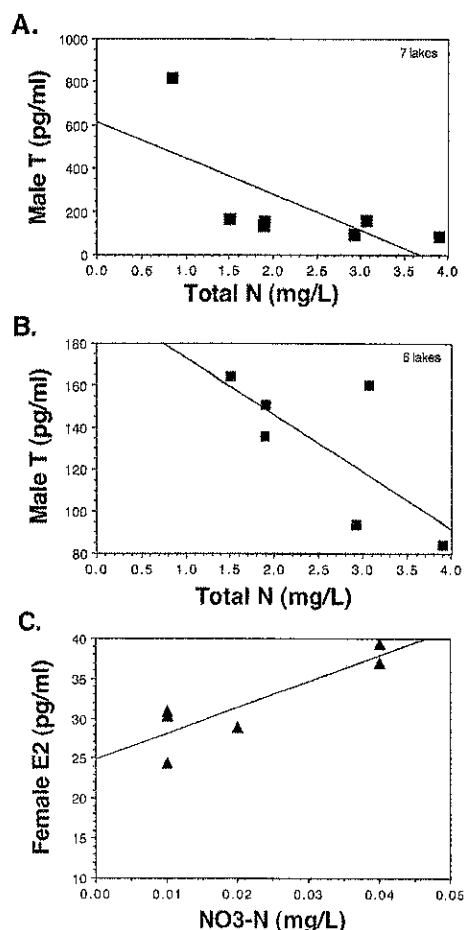 A.
1000
800
600
400
200
0
7 lakes
Male T (pg/ml)
0.0 0.5 1.0 1.5 2.0 2.5 3.0 3.5 4.0
Total N (mg/L)
B.
180
160
140
120
100
80
6 lakes
Male T (pg/ml)
0.0 0.5 1.0 1.5 2.0 2.5 3.0 3.5 4.0
Total N (mg/L)
C.
40
35
30
25
20
15
10
Female E2 (pg/ml)
0.00 0.01 0.02 0.03 0.04 0.05
NO3-N (mg/L)